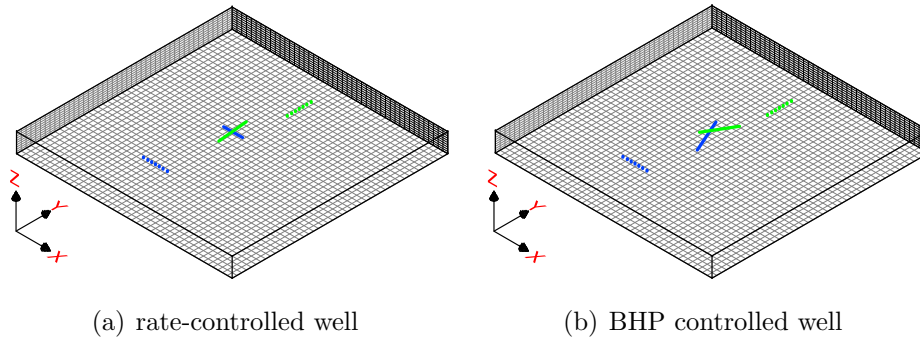 Z
Y
X
Z
Y
X
(a) rate-controlled well
(b) BHP controlled well